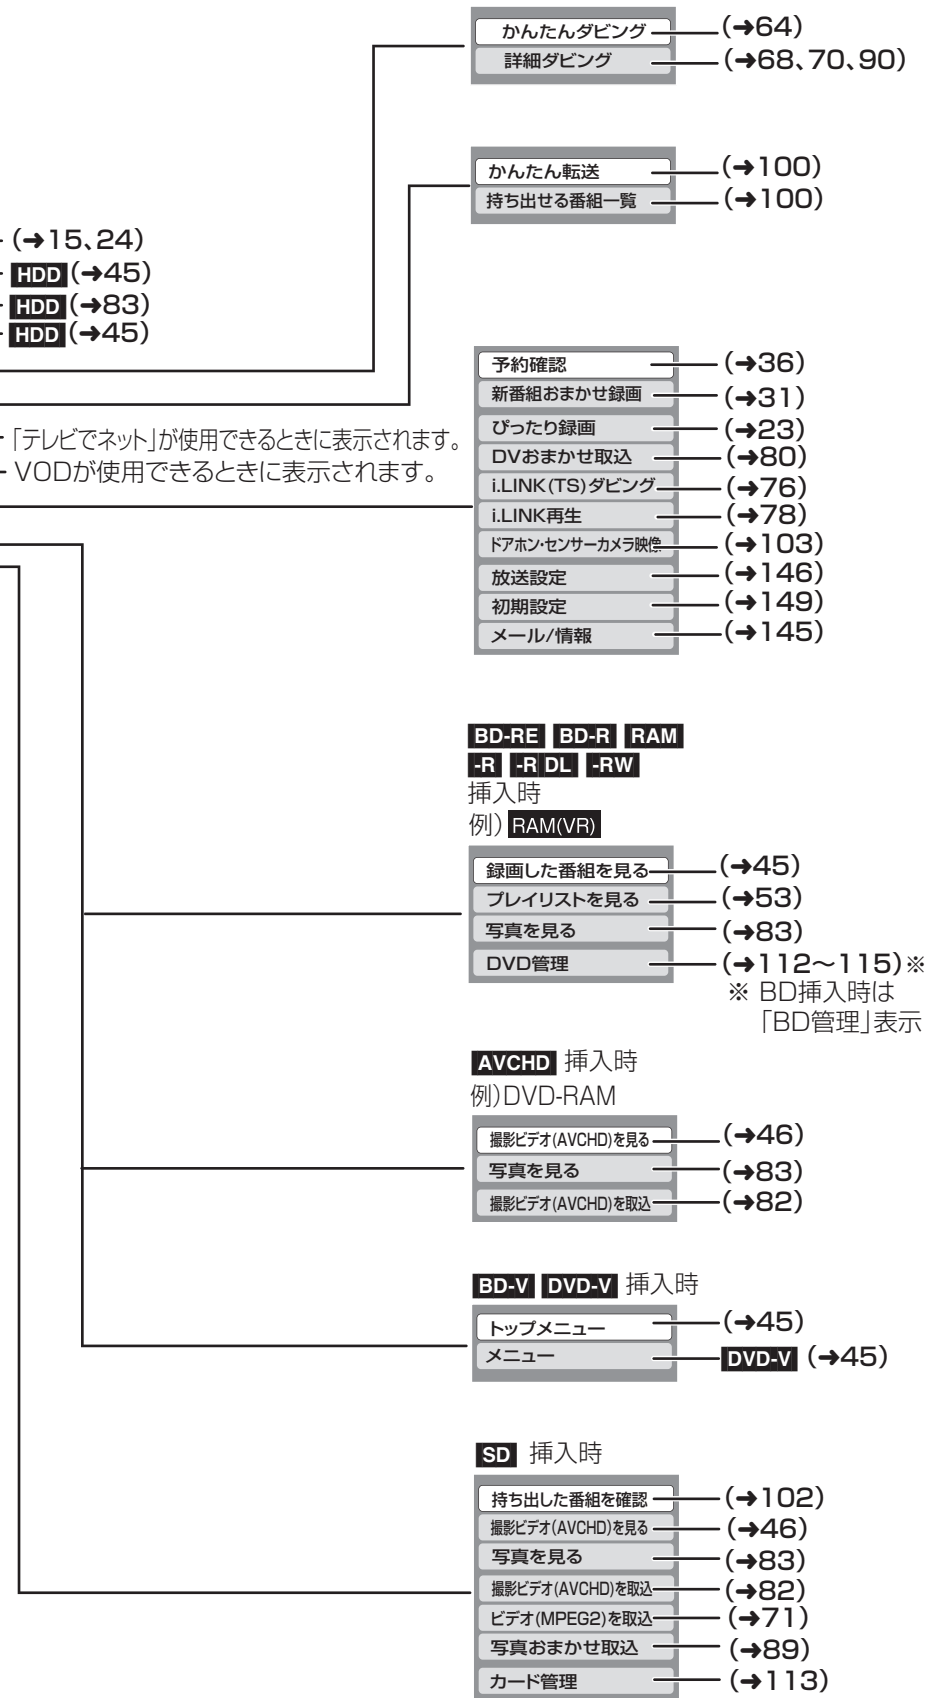 かんたんダビング (➔64)
詳細ダビング (➔68、70、90)
かんたん転送 (➔100)
持ち出せる番組一覧 (➔100)
(➔15、24)
HDD (➔45)
HDD (➔83)
HDD (➔45)
「テレビでネット」が使用できるときに表示されます。
VODが使用できるときに表示されます。
予約確認 (➔36)
新番組おまかせ録画 (➔31)
ぴったり録画 (➔23)
DVおまかせ取込 (➔80)
i.LINK(TS)ダビング (➔76)
i.LINK再生 (➔78)
ドアホン・センサーカメラ映像 (➔103)
放送設定 (➔146)
初期設定 (➔149)
メール/情報 (➔145)
BD-RE BD-R RAM
-R -R DL -RW
挿入時
例) RAM(VR)
録画した番組を見る (➔45)
プレイリストを見る (➔53)
写真を見る (➔83)
DVD管理 (➔112～115)※
※ BD挿入時は
「BD管理」表示
AVCHD 挿入時
例)DVD-RAM
撮影ビデオ(AVCHD)を見る (➔46)
写真を見る (➔83)
撮影ビデオ(AVCHD)を取込 (➔82)
BD-V DVD-V 挿入時
トップメニュー (➔45)
メニュー DVD-V (➔45)
SD 挿入時
持ち出した番組を確認 (➔102)
撮影ビデオ(AVCHD)を見る (➔46)
写真を見る (➔83)
撮影ビデオ(AVCHD)を取込 (➔82)
ビデオ(MPEG2)を取込 (➔71)
写真おまかせ取込 (➔89)
カード管理 (➔113)